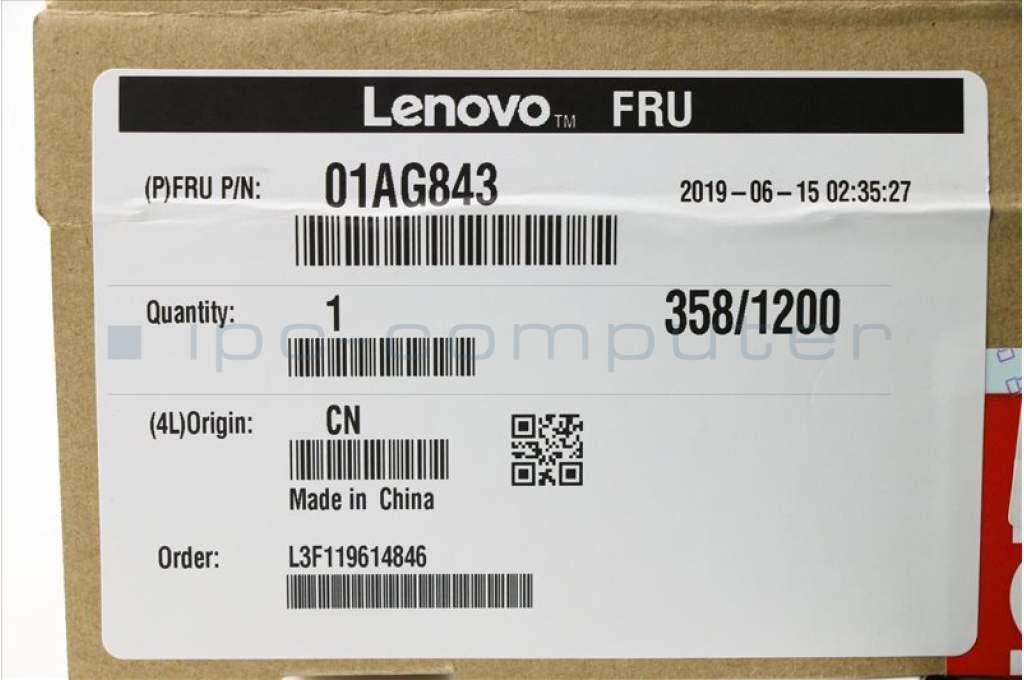 Lenovo™ FRU
(P)FRU P/N: 01AG843 2019-06-15 02:35:27
Quantity: 1 358/1200
ipc computer
(4L)Origin: CN
Made in China
Order: L3F119614846